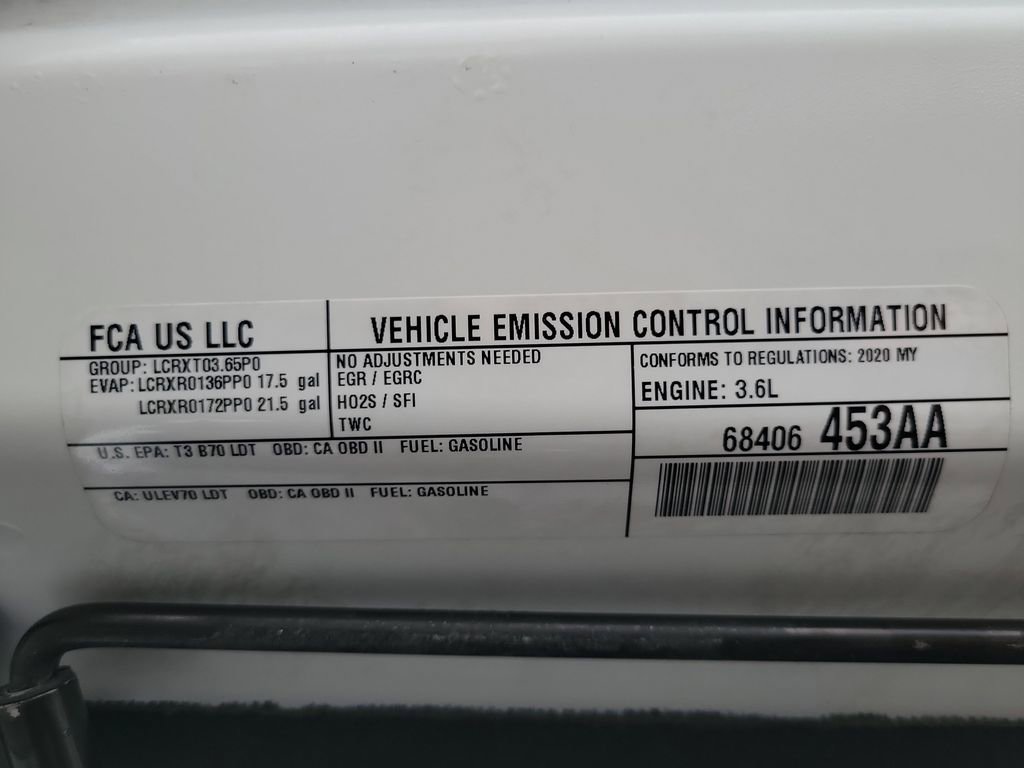 FCA US LLC
VEHICLE EMISSION CONTROL INFORMATION
GROUP: LCRXT03.65P0
EVAP: LCRXR0136PP0 17.5 gal
LCRXR0172PP0 21.5 gal
NO ADJUSTMENTS NEEDED
EGR / EGRC
HO2S / SFI
TWC
CONFORMS TO REGULATIONS: 2020 MY
ENGINE: 3.6L
68406 453AA
U.S. EPA: T3 B70 LDT OBD: CA OBD II FUEL: GASOLINE
CA: ULEV70 LDT OBD: CA OBD II FUEL: GASOLINE